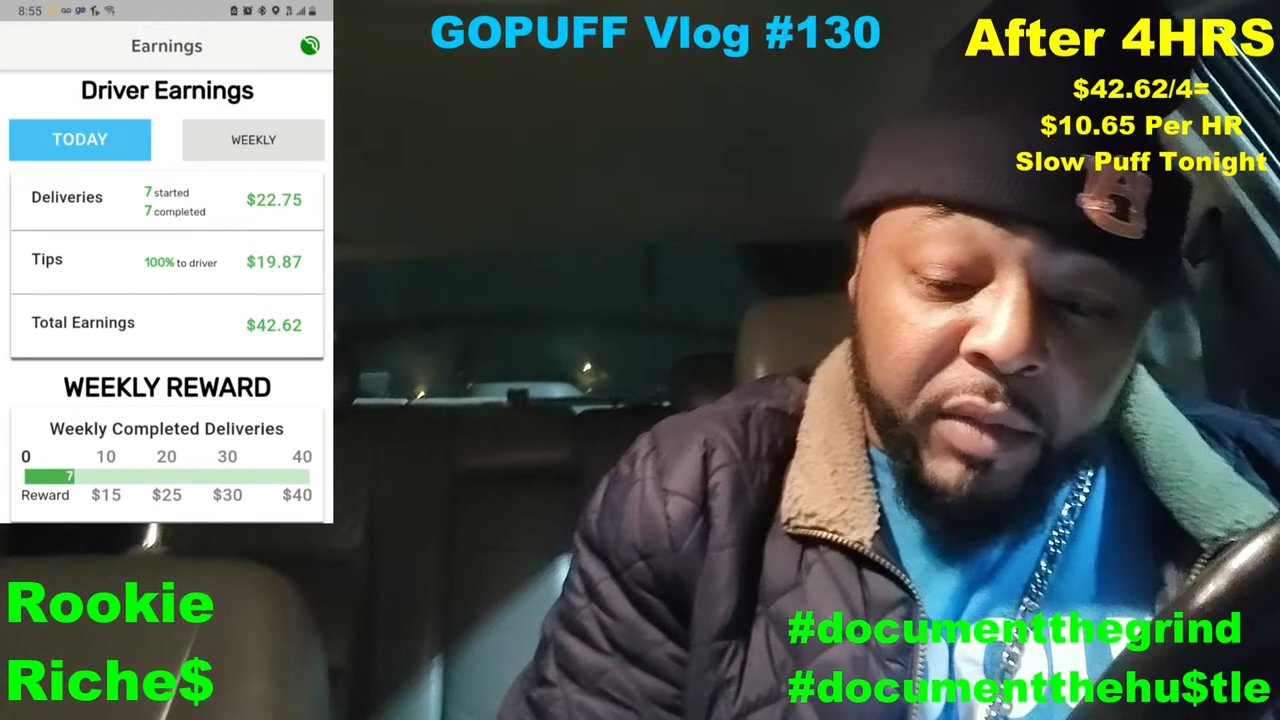 8:55
Earnings
Driver Earnings
TODAY
WEEKLY
Deliveries
7 started
7 completed
$22.75
Tips
100% to driver
$19.87
Total Earnings
$42.62
WEEKLY REWARD
Weekly Completed Deliveries
0 10 20 30 40
7
Reward $15 $25 $30 $40
GOPUFF Vlog #130
After 4HRS
$42.62/4=
$10.65 Per HR
Slow Puff Tonight
Rookie
Riche$
#documentthegrind
#documentthehu$tle